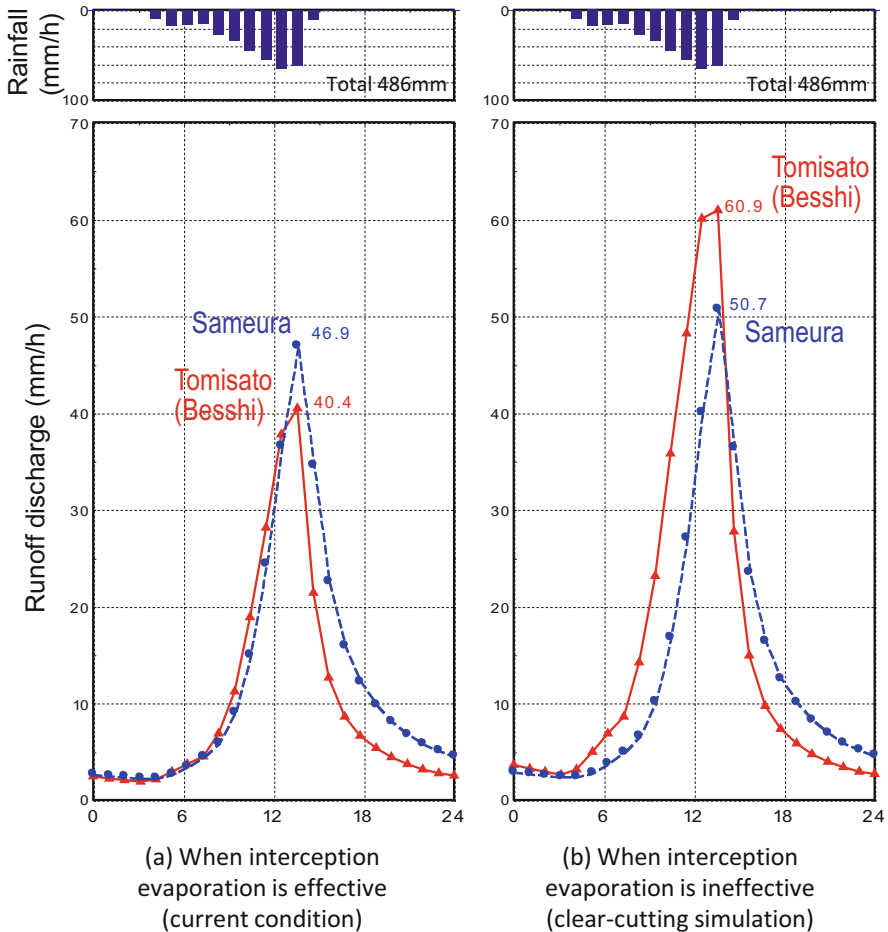 Rainfall
(mm/h)
0
50
100
Total 486mm
Total 486mm
Runoff discharge (mm/h)
70
60
50
40
30
20
10
0
Sameura
46.9
Tomisato
(Besshi)
40.4
0 6 12 18 24
Tomisato
(Besshi)
60.9
50.7
Sameura
0 6 12 18 24
(a) When interception
evaporation is effective
(current condition)
(b) When interception
evaporation is ineffective
(clear-cutting simulation)